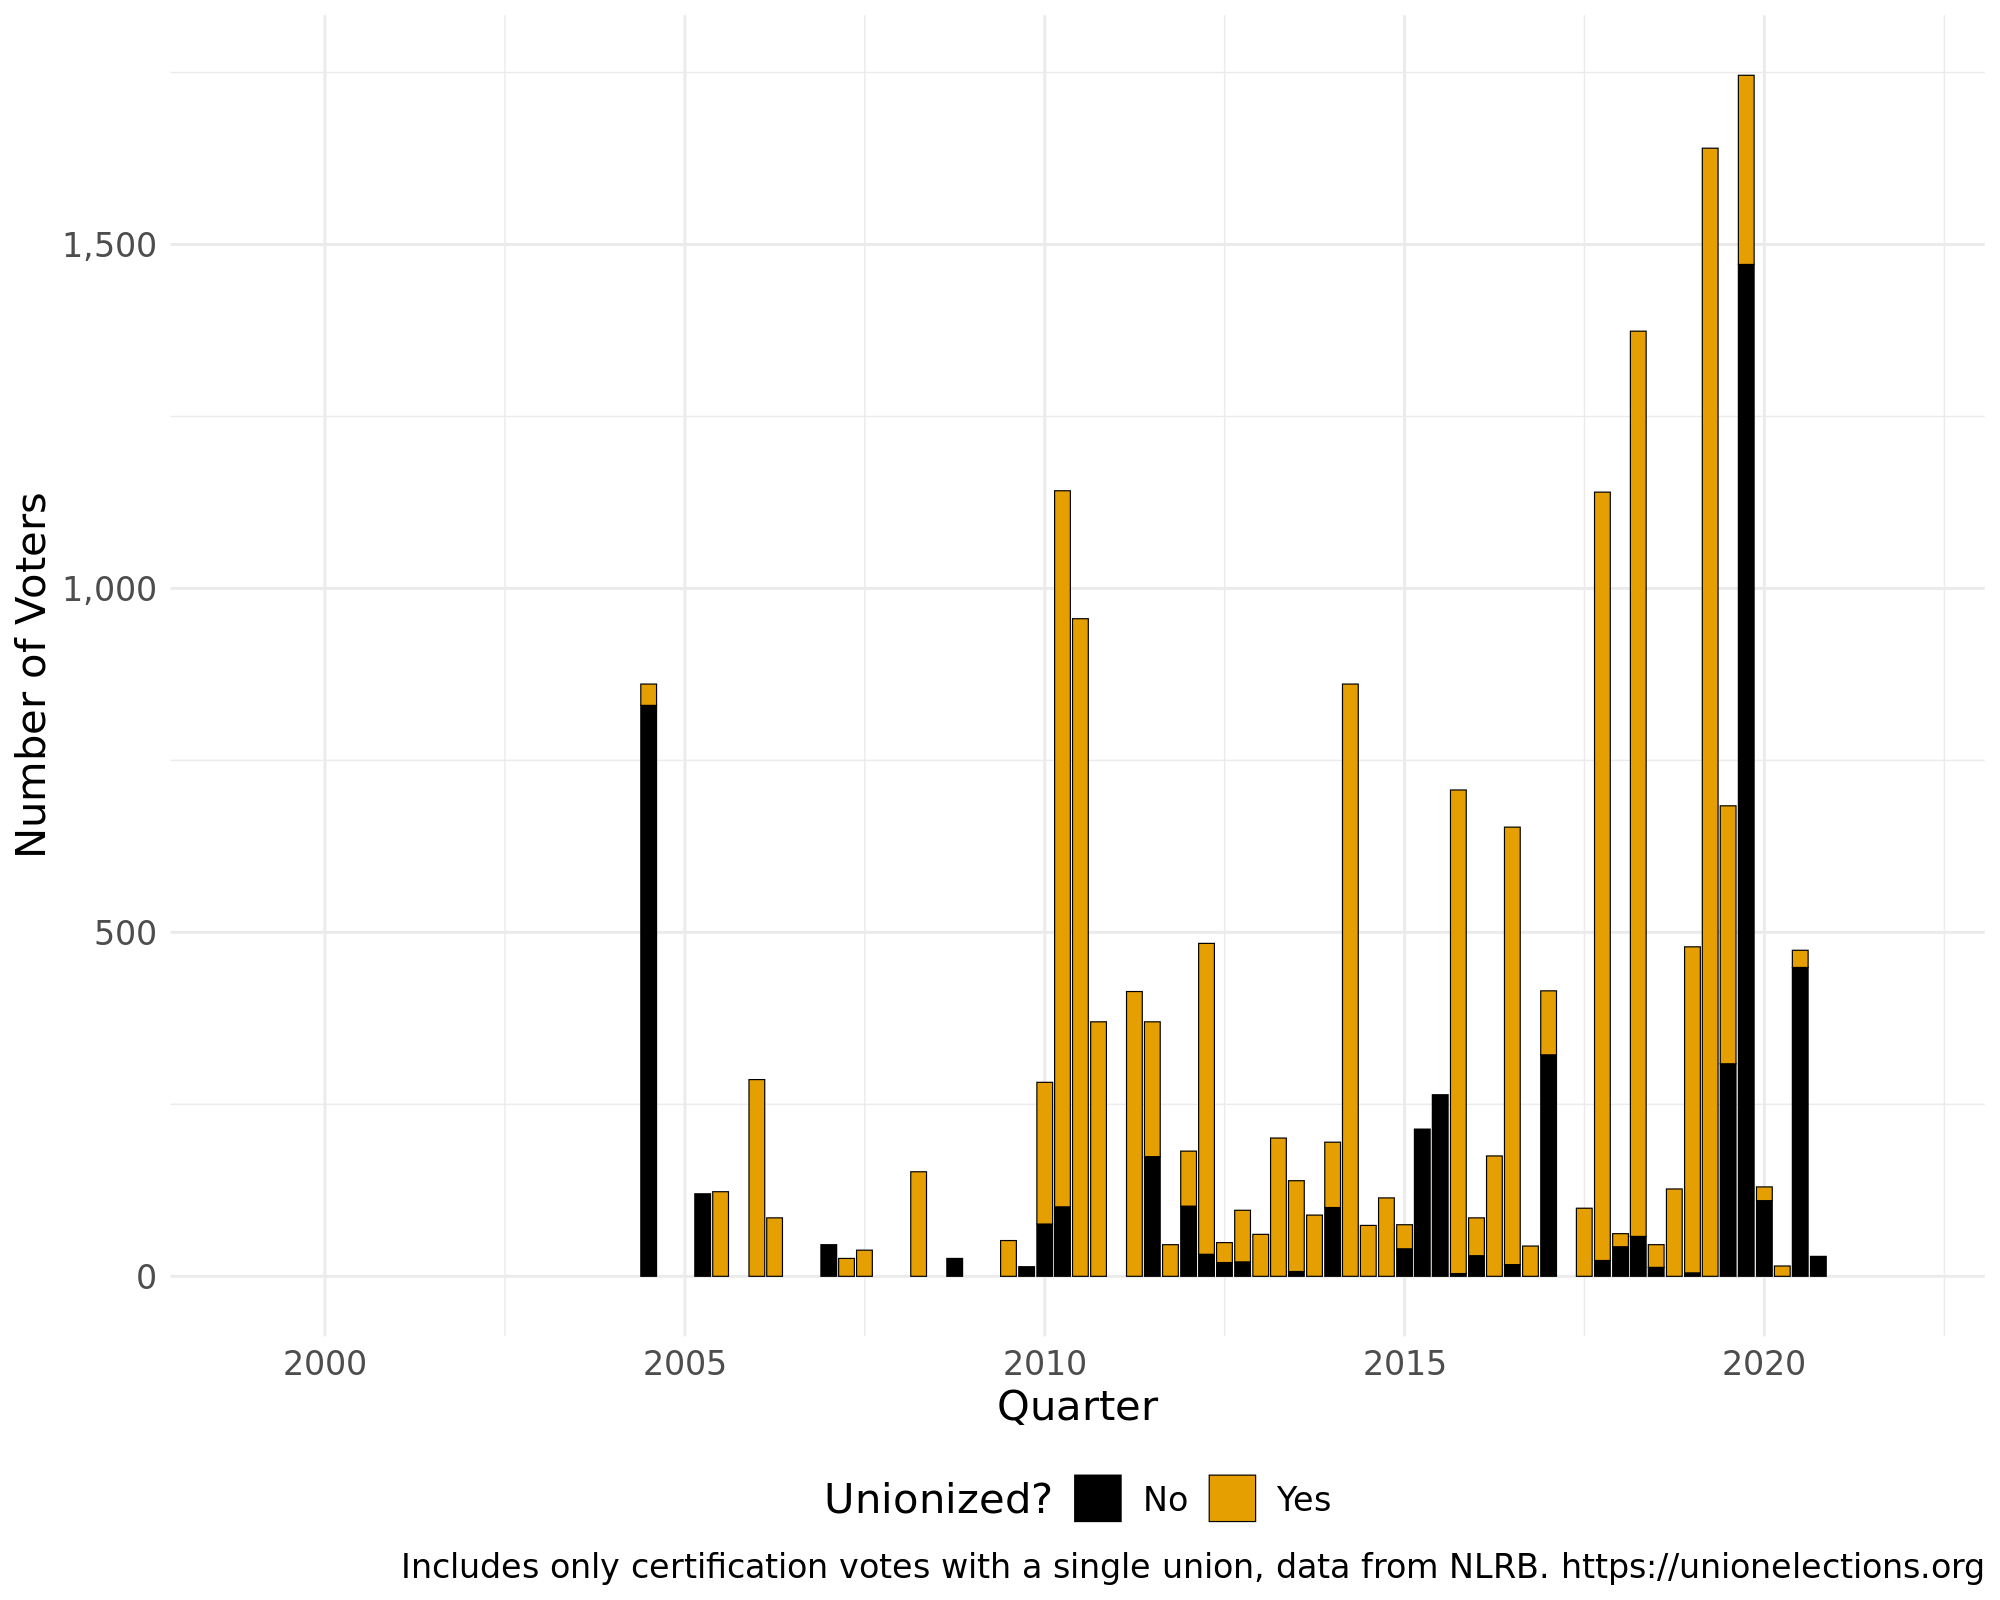 Number of Voters
1,500
1,000
500
0
2000 2005 2010 2015 2020
Quarter
Unionized? No Yes
Includes only certification votes with a single union, data from NLRB. https://unionelections.org